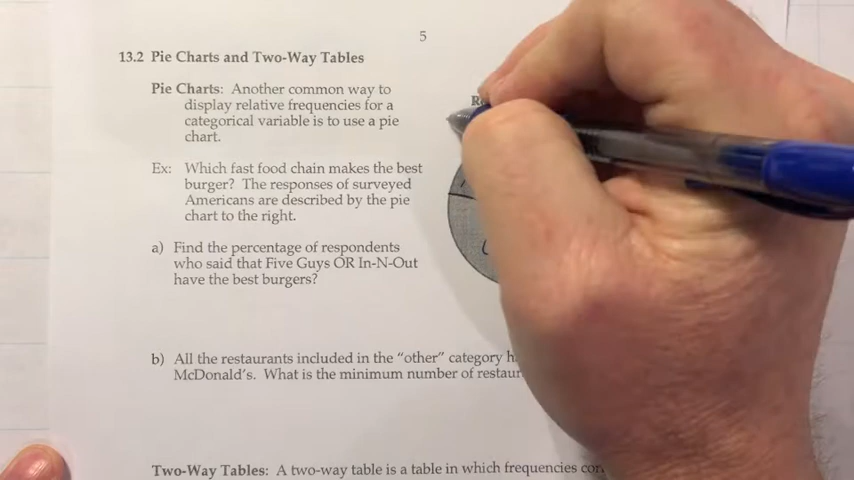 5
13.2 Pie Charts and Two-Way Tables
Pie Charts: Another common way to
display relative frequencies for a
categorical variable is to use a pie
chart.
Ex: Which fast food chain makes the best
burger? The responses of surveyed
Americans are described by the pie
chart to the right.
a) Find the percentage of respondents
who said that Five Guys OR In-N-Out
have the best burgers?
b) All the restaurants included in the “other” category
McDonald's. What is the minimum number of
Two-Way Tables: A two-way table is a table in which frequencies